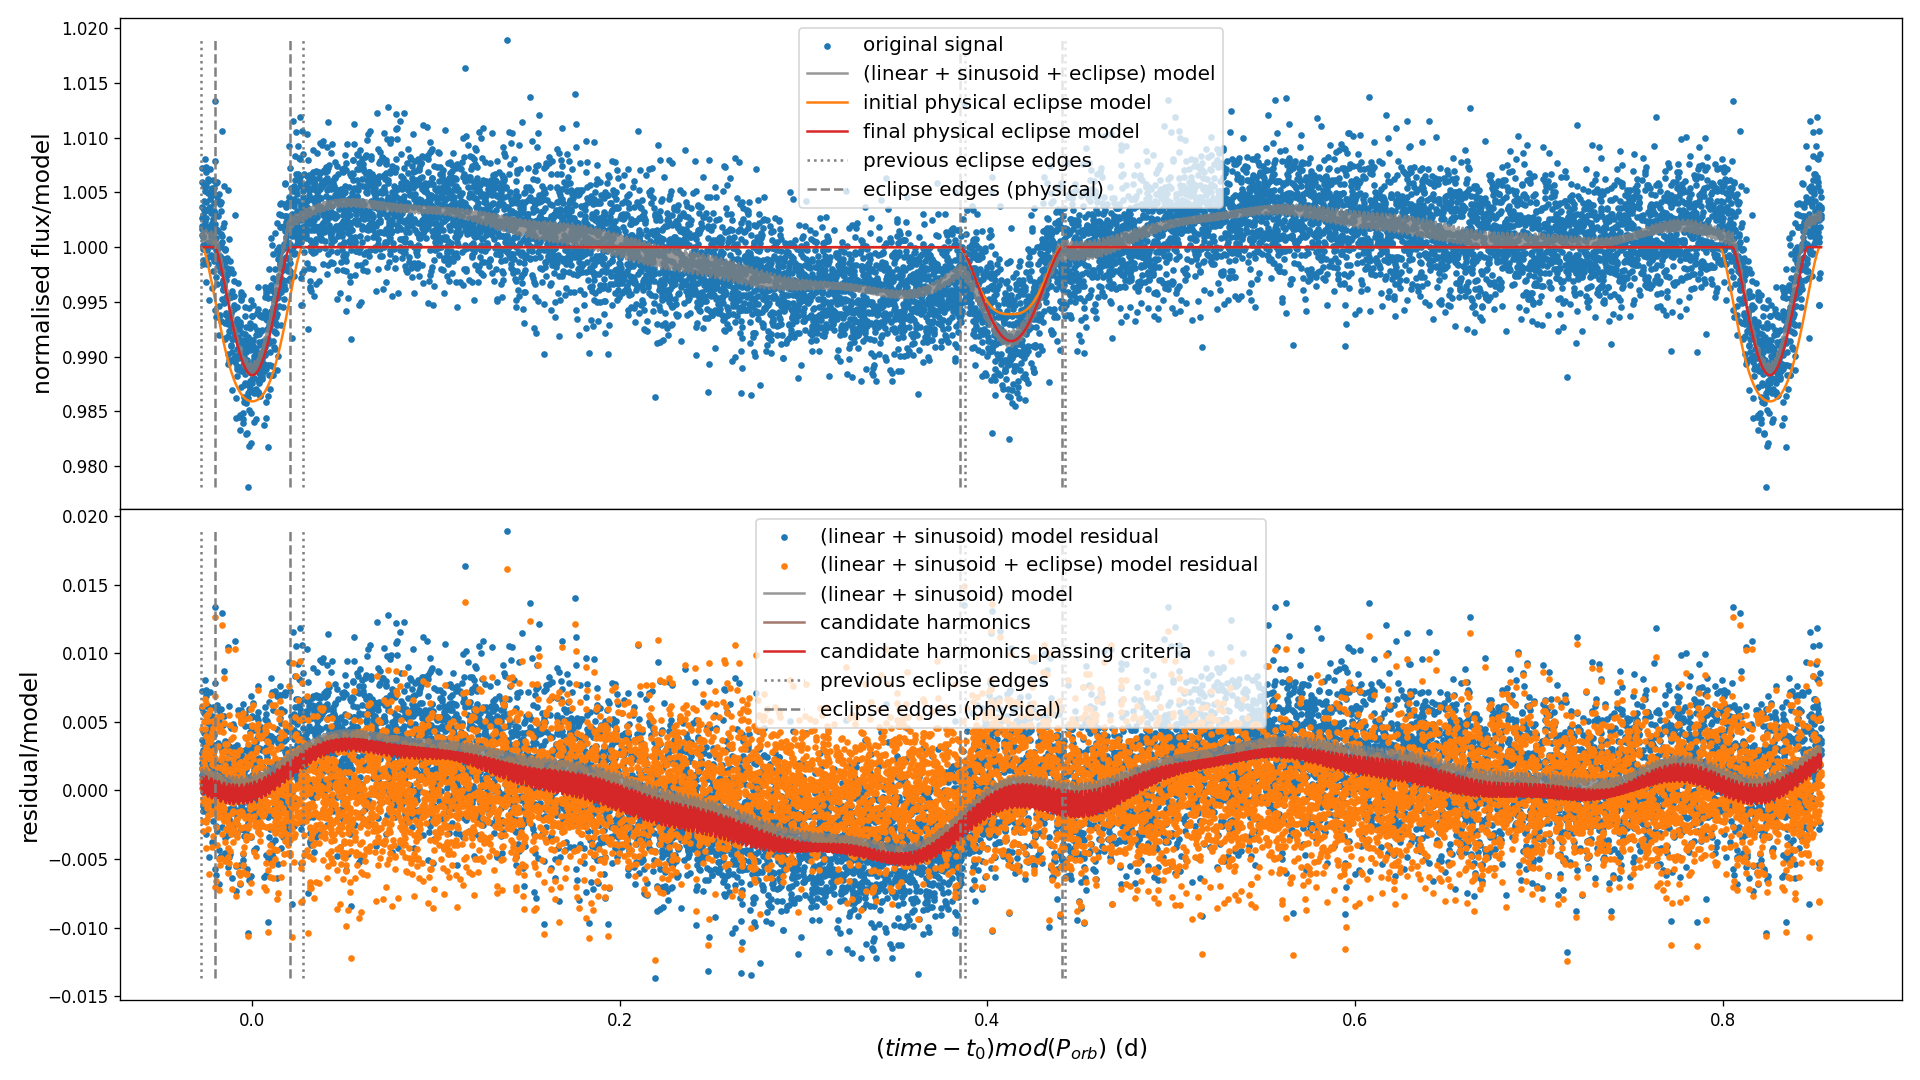 1.020
1.015
1.010
1.005
1.000
0.995
0.990
0.985
0.980
normalised flux/model
original signal
(linear + sinusoid + eclipse) model
initial physical eclipse model
final physical eclipse model
previous eclipse edges
eclipse edges (physical)
0.020
0.015
0.010
0.005
0.000
−0.005
−0.010
−0.015
residual/model
(linear + sinusoid) model residual
(linear + sinusoid + eclipse) model residual
(linear + sinusoid) model
candidate harmonics
candidate harmonics passing criteria
previous eclipse edges
eclipse edges (physical)
0.0 0.2 0.4 0.6 0.8
(time − t₀)mod(P_orb) (d)